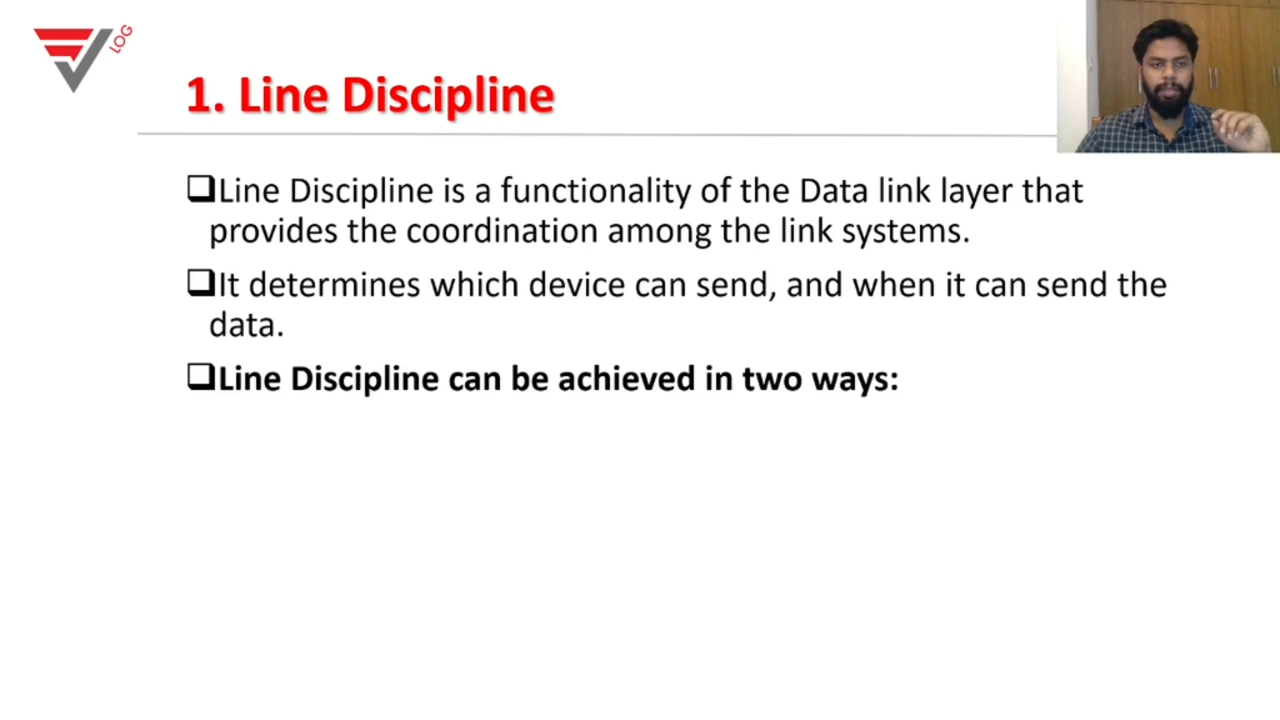 LOG
1. Line Discipline
❑Line Discipline is a functionality of the Data link layer that
provides the coordination among the link systems.
❑It determines which device can send, and when it can send the
data.
❑Line Discipline can be achieved in two ways: